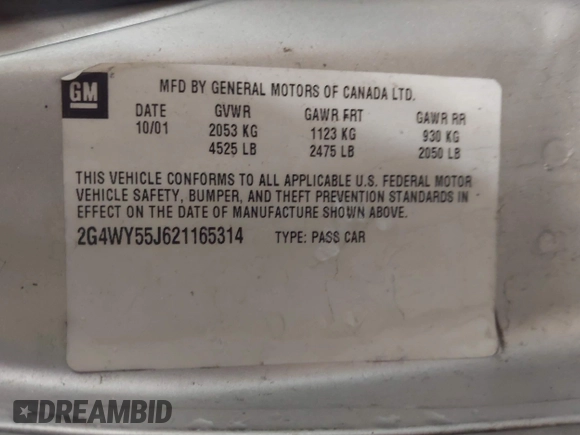 GM
MFD BY GENERAL MOTORS OF CANADA LTD.
DATE GVWR GAWR FRT GAWR RR
10/01 2053 KG 1123 KG 930 KG
4525 LB 2475 LB 2050 LB
THIS VEHICLE CONFORMS TO ALL APPLICABLE U.S. FEDERAL MOTOR
VEHICLE SAFETY, BUMPER, AND THEFT PREVENTION STANDARDS IN
EFFECT ON THE DATE OF MANUFACTURE SHOWN ABOVE.
2G4WY55J621165314 TYPE: PASS CAR
DREAMBID